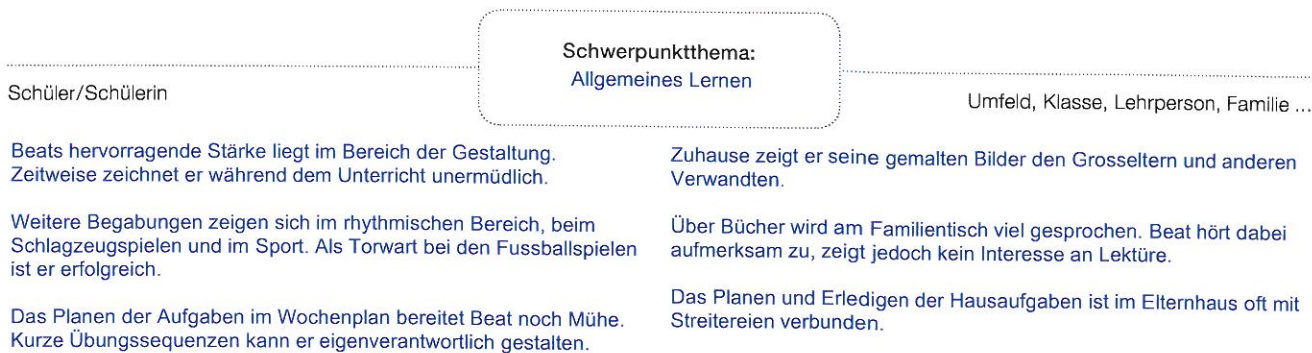 Schwerpunktthema:
Allgemeines Lernen
Schüler/Schülerin
Umfeld, Klasse, Lehrperson, Familie ...
Beats hervorragende Stärke liegt im Bereich der Gestaltung.
Zeitweise zeichnet er während dem Unterricht unermüdlich.
Weitere Begabungen zeigen sich im rhythmischen Bereich, beim
Schlagzeugspielen und im Sport. Als Torwart bei den Fussballspielen
ist er erfolgreich.
Das Planen der Aufgaben im Wochenplan bereitet Beat noch Mühe.
Kurze Übungssequenzen kann er eigenverantwortlich gestalten.
Zuhause zeigt er seine gemalten Bilder den Grosseltern und anderen
Verwandten.
Über Bücher wird am Familientisch viel gesprochen. Beat hört dabei
aufmerksam zu, zeigt jedoch kein Interesse an Lektüre.
Das Planen und Erledigen der Hausaufgaben ist im Elternhaus oft mit
Streitereien verbunden.